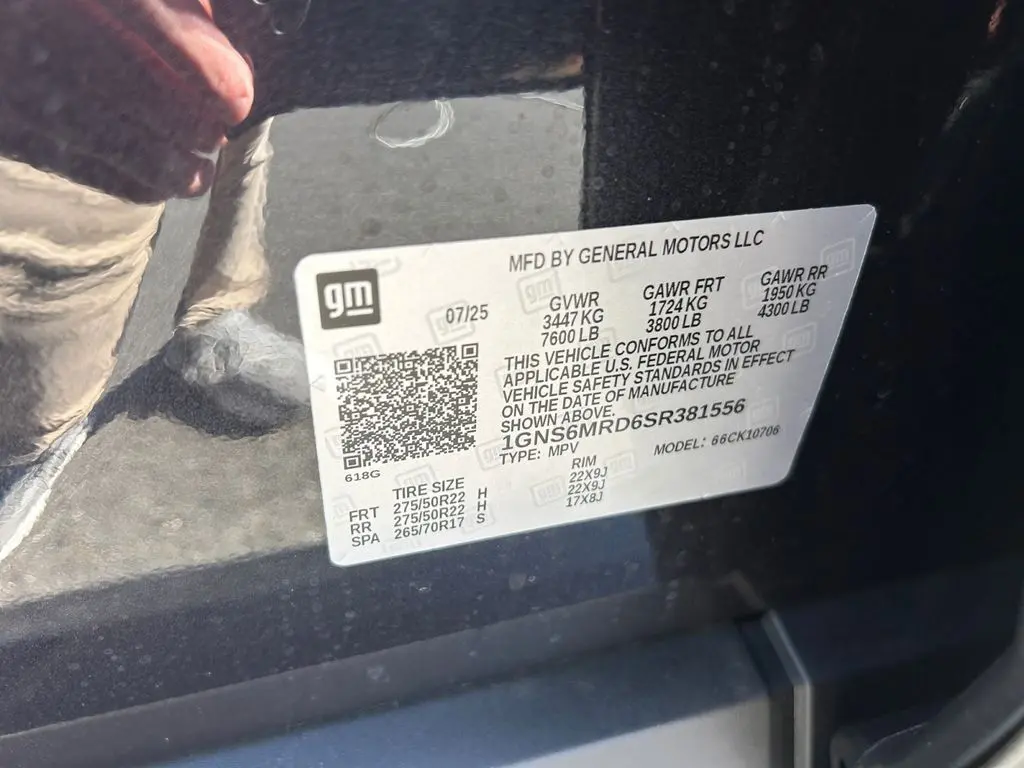 MFD BY GENERAL MOTORS LLC
gm
07/25
GVWR
3447 KG
7600 LB
GAWR FRT
1724 KG
3800 LB
GAWR RR
1950 KG
4300 LB
THIS VEHICLE CONFORMS TO ALL
APPLICABLE U.S. FEDERAL MOTOR
VEHICLE SAFETY STANDARDS IN EFFECT
ON THE DATE OF MANUFACTURE
SHOWN ABOVE.
1GNS6MRD6SR381556
TYPE: MPV
MODEL: 66CK10706
618G
TIRE SIZE RIM
FRT 275/50R22 H 22X9J
RR 275/50R22 H 22X9J
SPA 265/70R17 S 17X8J